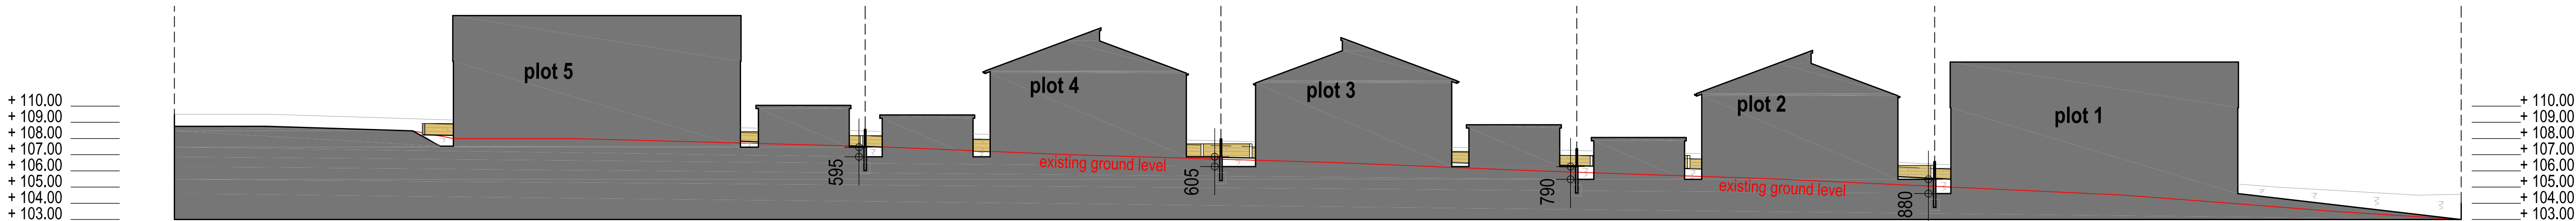 + 110.00
+ 109.00
+ 108.00
+ 107.00
+ 106.00
+ 105.00
+ 104.00
+ 103.00
plot 5
plot 4
plot 3
plot 2
plot 1
existing ground level
existing ground level
595
605
790
880
+ 110.00
+ 109.00
+ 108.00
+ 107.00
+ 106.00
+ 105.00
+ 104.00
+ 103.00